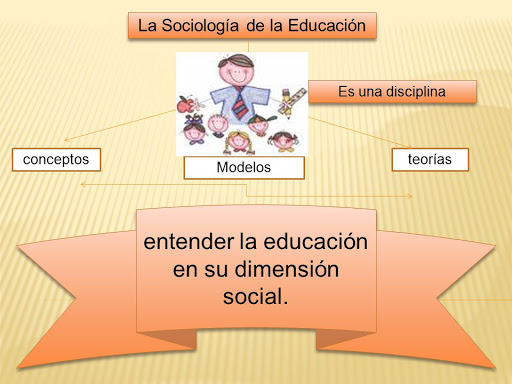 La Sociología de la Educación
Es una disciplina
conceptos
Modelos
teorías
entender la educación
en su dimensión
social.